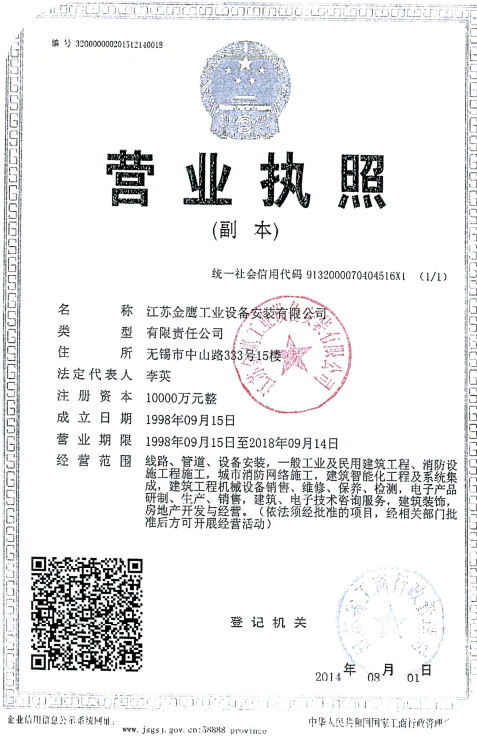 编 号 320000000201512140018
营业执照
(副 本)
统一社会信用代码 9132000070404516X1 (1/1)
名 称 江苏金鹰工业设备安装有限公司
类 型 有限责任公司
住 所 无锡市中山路333号15楼
法定代表人 李英
注册资本 10000万元整
成立日期 1998年09月15日
营业期限 1998年09月15日至2018年09月14日
经营范围 线路、管道、设备安装，一般工业及民用建筑工程、消防设
施工程施工，城市消防网络施工，建筑智能化工程及系统集
成，建筑工程机械设备销售、维修、保养、检测，电子产品
研制、生产、销售，建筑、电子技术咨询服务，建筑装饰，
房地产开发与经营。（依法须经批准的项目，经相关部门批
准后方可开展经营活动）
登记机关
2014 年 08 月 01 日
企业信用信息公示系统网址：
www.jsgsj.gov.cn:58888 province
中华人民共和国国家工商行政管理